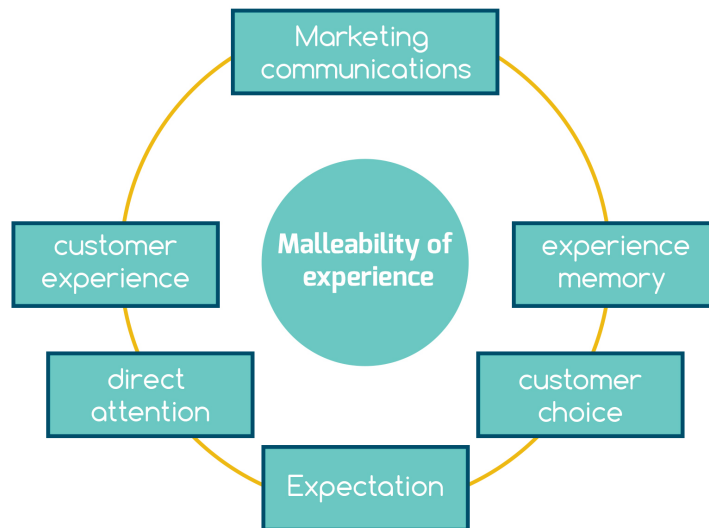 Marketing
communications
Malleability of
experience
customer
experience
experience
memory
direct
attention
customer
choice
Expectation